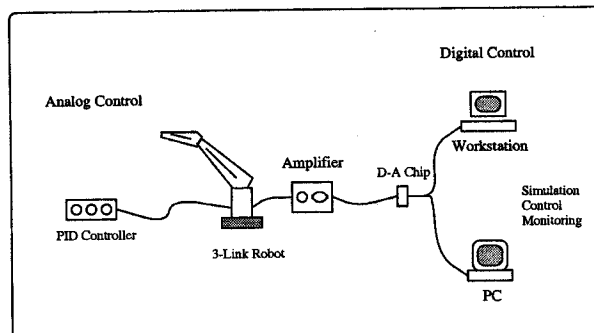 Digital Control
Analog Control
Amplifier
D-A Chip
Workstation
Simulation
Control
Monitoring
PID Controller
3-Link Robot
PC